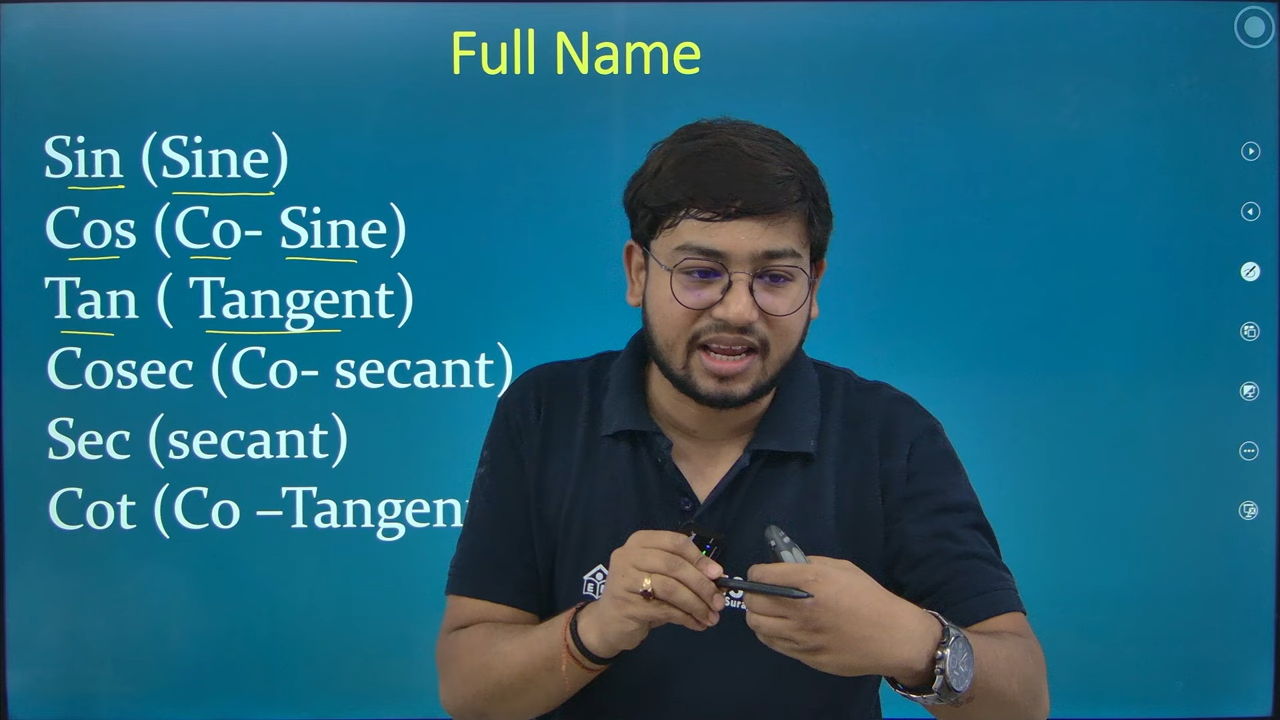 Full Name
Sin (Sine)
Cos (Co- Sine)
Tan ( Tangent)
Cosec (Co- secant)
Sec (secant)
Cot (Co –Tangen